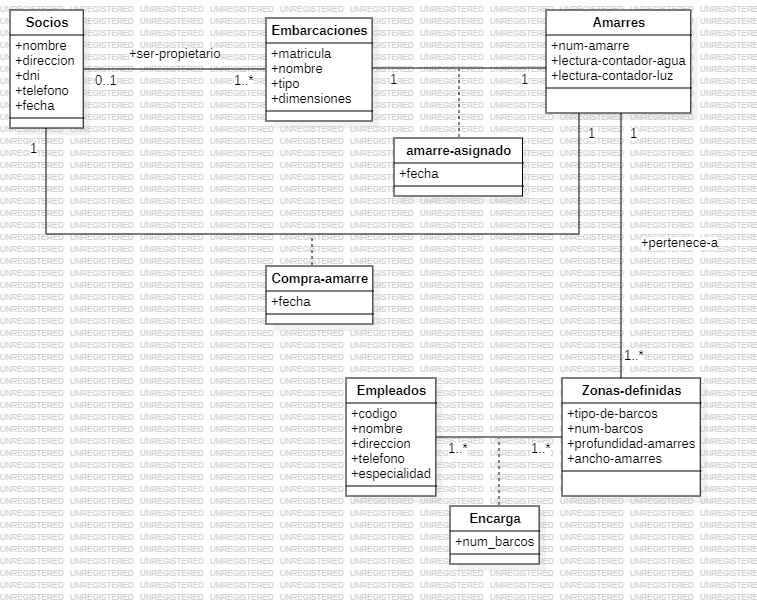 Socios
+nombre
+direccion
+dni
+telefono
+fecha
+ser-propietario
0..1
1..*
Embarcaciones
+matricula
+nombre
+tipo
+dimensiones
1
1
Amarres
+num-amarre
+lectura-contador-agua
+lectura-contador-luz
amarre-asignado
+fecha
1
1
1
+pertenece-a
Compra-amarre
+fecha
1..*
Empleados
+codigo
+nombre
+direccion
+telefono
+especialidad
1..*
1..*
Zonas-definidas
+tipo-de-barcos
+num-barcos
+profundidad-amarres
+ancho-amarres
Encarga
+num_barcos
UNREGISTERED